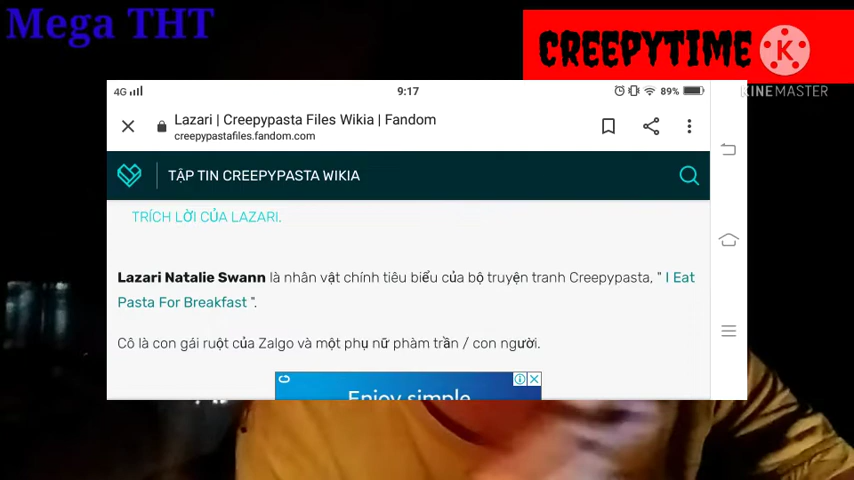 Mega THT
CREEPYTIME
K
KINEMASTER
4G
9:17
89%
Lazari | Creepypasta Files Wikia | Fandom
creepypastafiles.fandom.com
TẬP TIN CREEPYPASTA WIKIA
TRÍCH LỜI CỦA LAZARI.
Lazari Natalie Swann là nhân vật chính tiêu biểu của bộ truyện tranh Creepypasta, " I Eat
Pasta For Breakfast ".
Cô là con gái ruột của Zalgo và một phụ nữ phàm trần / con người.
Enjoy simple